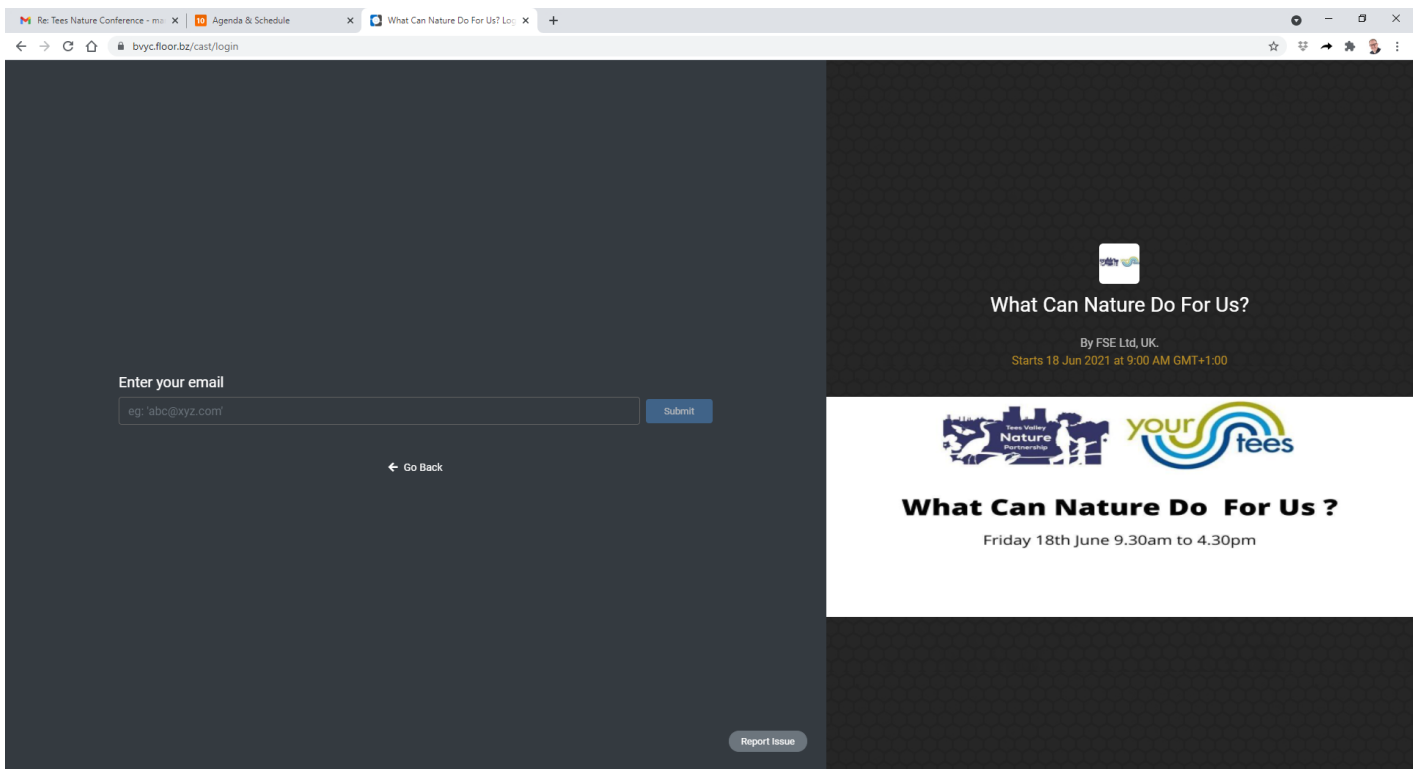 Re: Tees Nature Conference - ma
10 Agenda & Schedule
What Can Nature Do For Us? Log
bvyc.floor.bz/cast/login
Enter your email
eg: 'abc@xyz.com'
Submit
Go Back
Report Issue
What Can Nature Do For Us?
By FSE Ltd, UK.
Starts 18 Jun 2021 at 9:00 AM GMT+1:00
Tees Valley
Nature
Partnership
your
tees
What Can Nature Do For Us ?
Friday 18th June 9.30am to 4.30pm